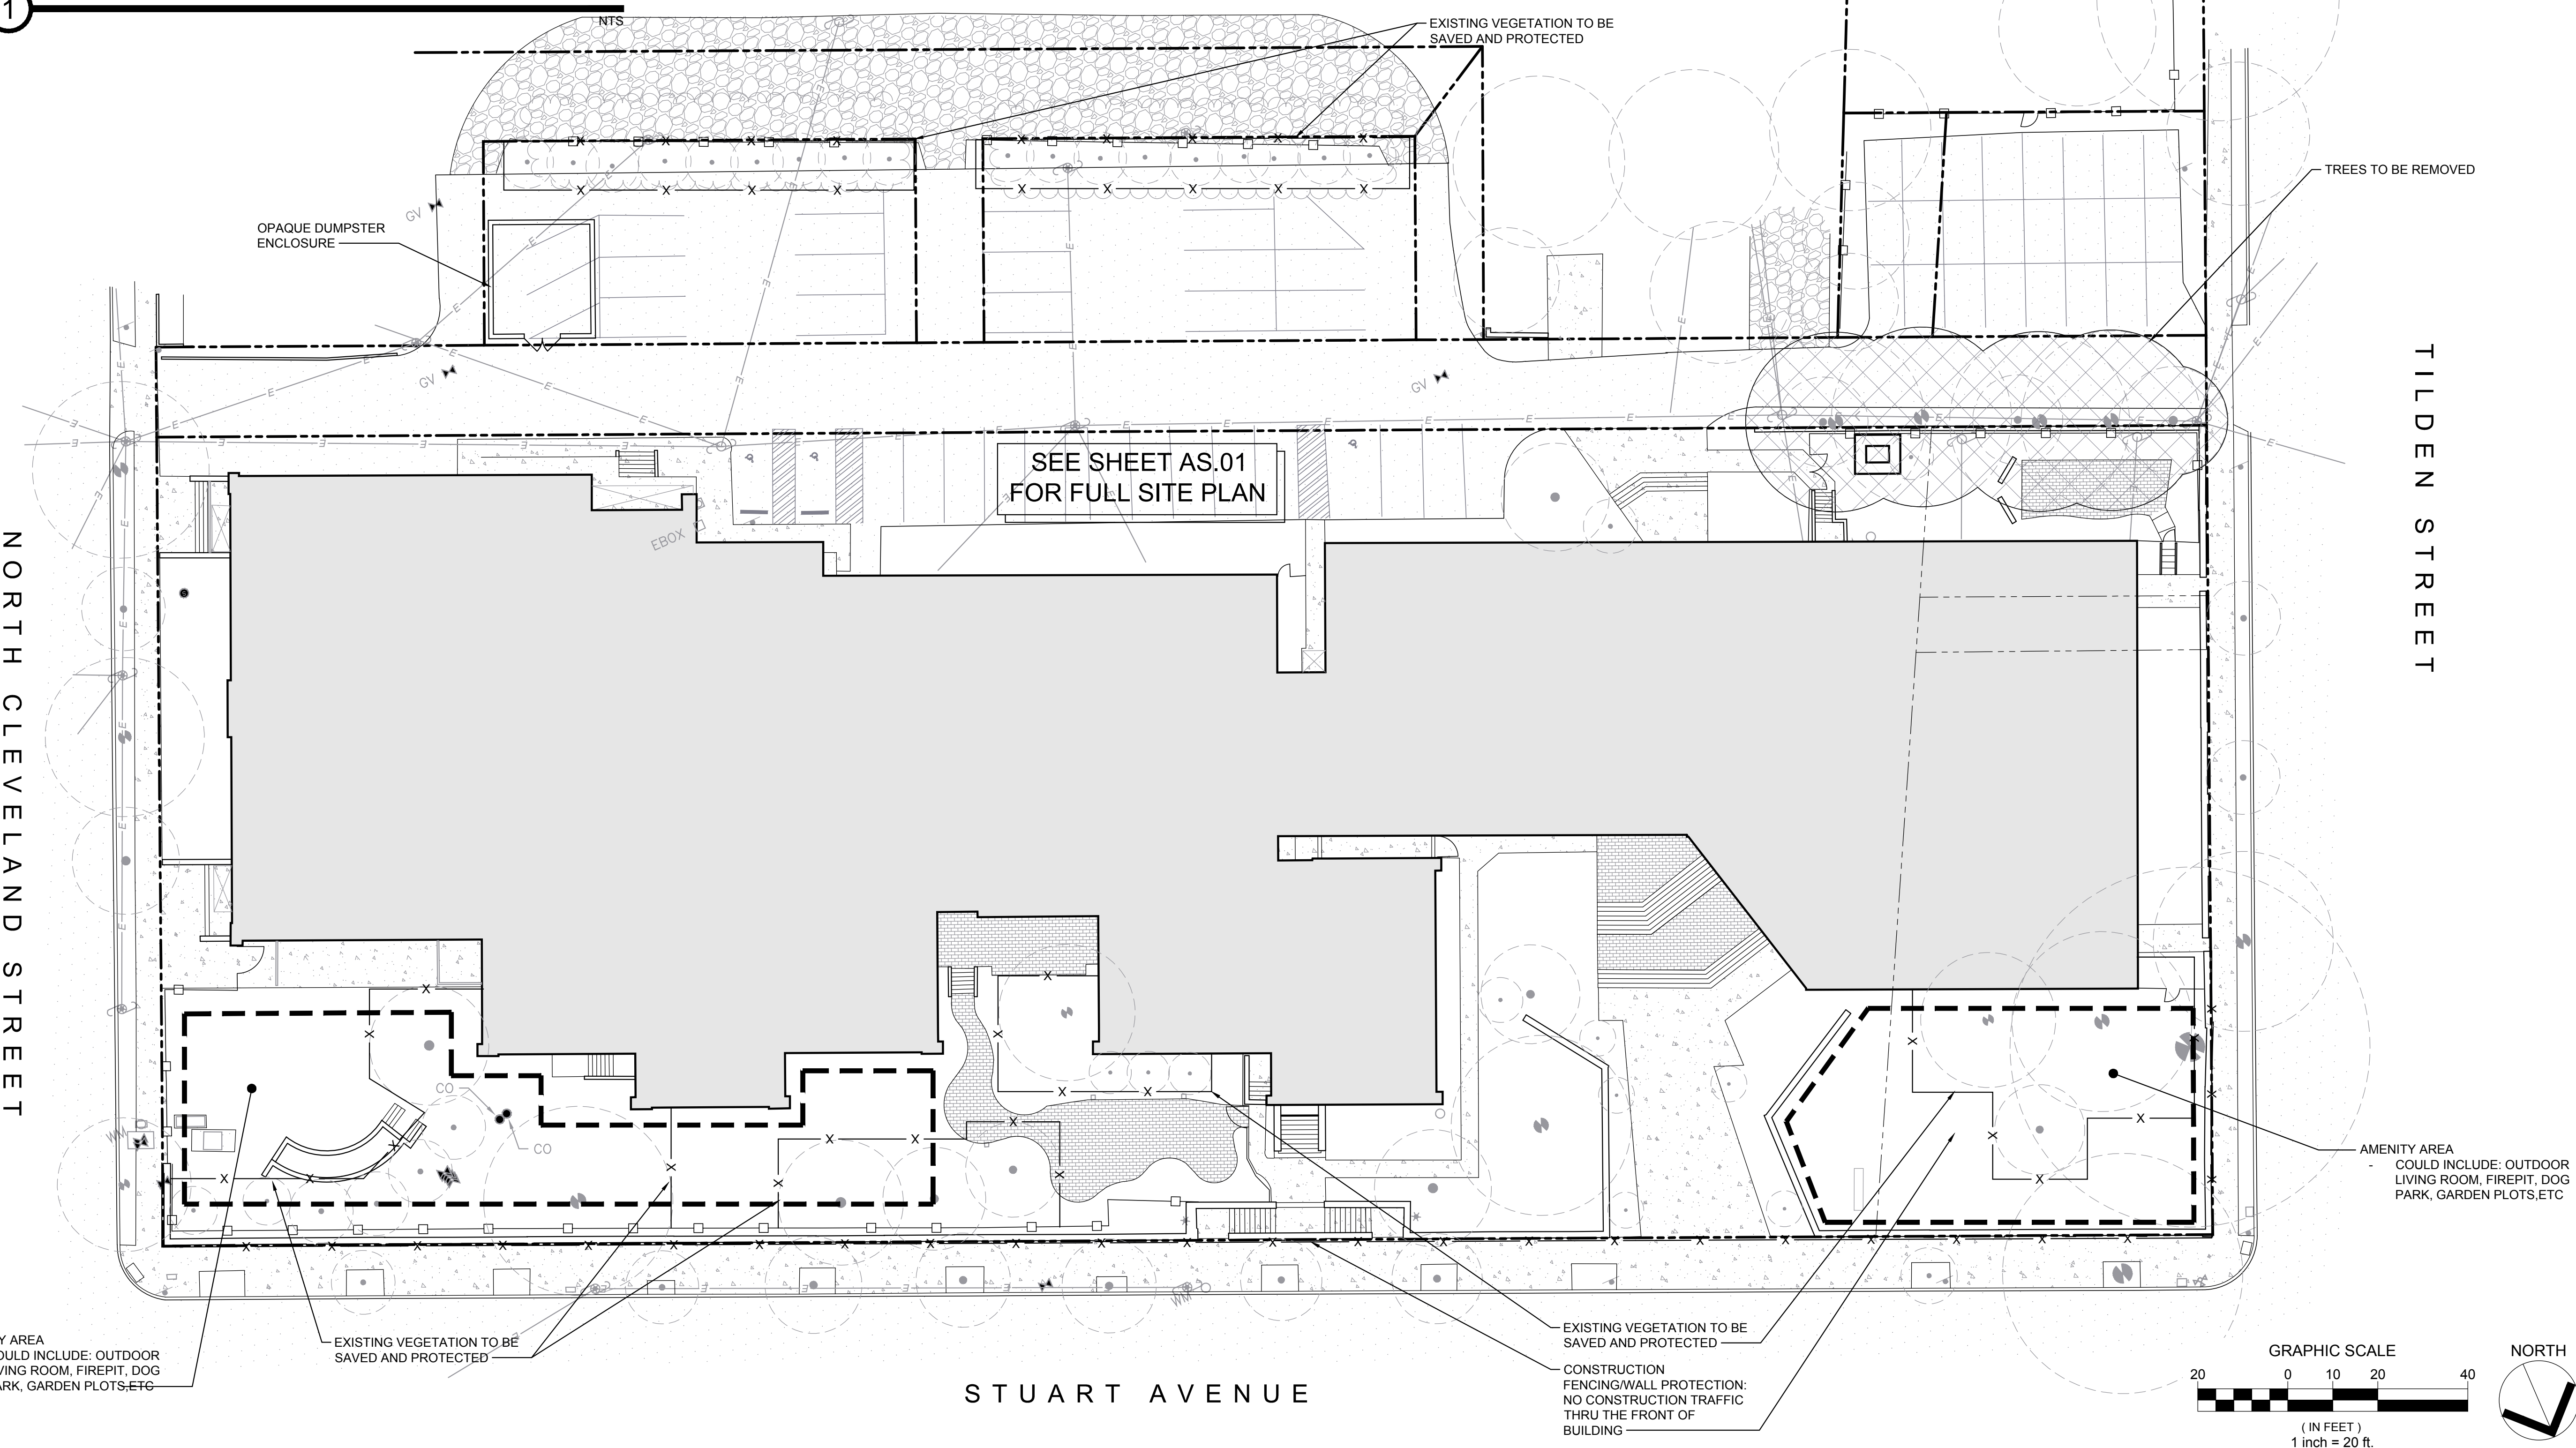 1
NTS
EXISTING VEGETATION TO BE
SAVED AND PROTECTED
TREES TO BE REMOVED
OPAQUE DUMPSTER
ENCLOSURE
GV
GV
GV
SEE SHEET AS.01
FOR FULL SITE PLAN
EBOX
NORTH CLEVELAND STREET
TILDEN STREET
CO
CO
WM
WM
AMENITY AREA
- COULD INCLUDE: OUTDOOR
LIVING ROOM, FIREPIT, DOG
PARK, GARDEN PLOTS,ETC
Y AREA
OULD INCLUDE: OUTDOOR
VING ROOM, FIREPIT, DOG
ARK, GARDEN PLOTS,ETC
EXISTING VEGETATION TO BE
SAVED AND PROTECTED
EXISTING VEGETATION TO BE
SAVED AND PROTECTED
CONSTRUCTION
FENCING/WALL PROTECTION:
NO CONSTRUCTION TRAFFIC
THRU THE FRONT OF
BUILDING
STUART AVENUE
GRAPHIC SCALE
20 0 10 20 40
( IN FEET )
1 inch = 20 ft.
NORTH